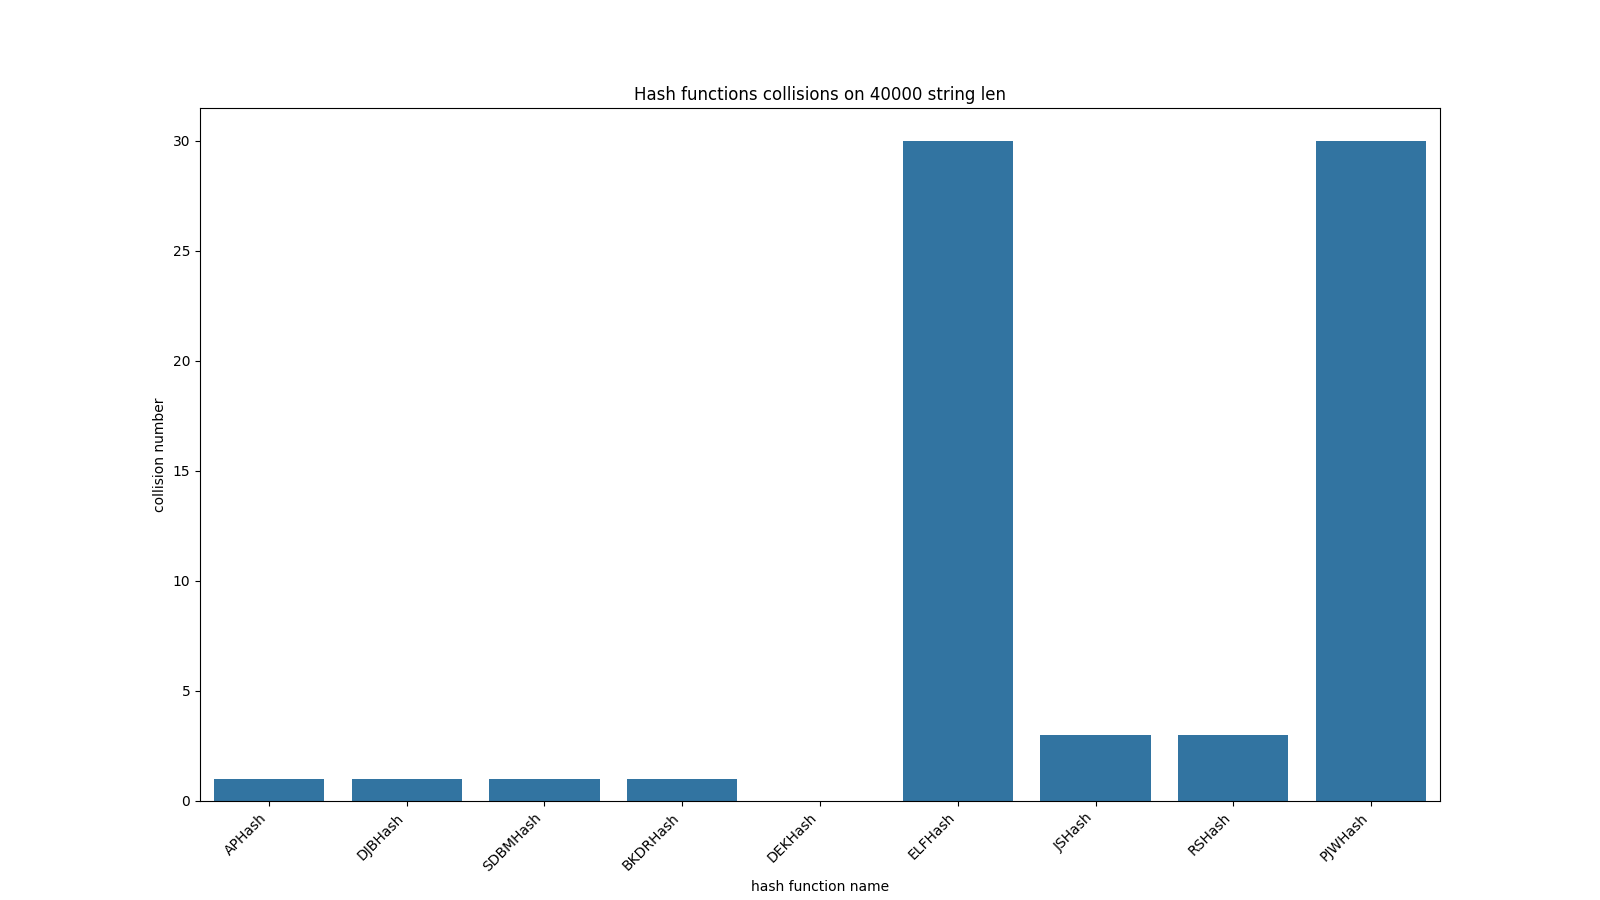 Hash functions collisions on 40000 string len
30
25
20
15
10
5
0
collision number
APHash
DJBHash
SDBMHash
BKDRHash
DEKHash
ELFHash
JSHash
RSHash
PJWHash
hash function name